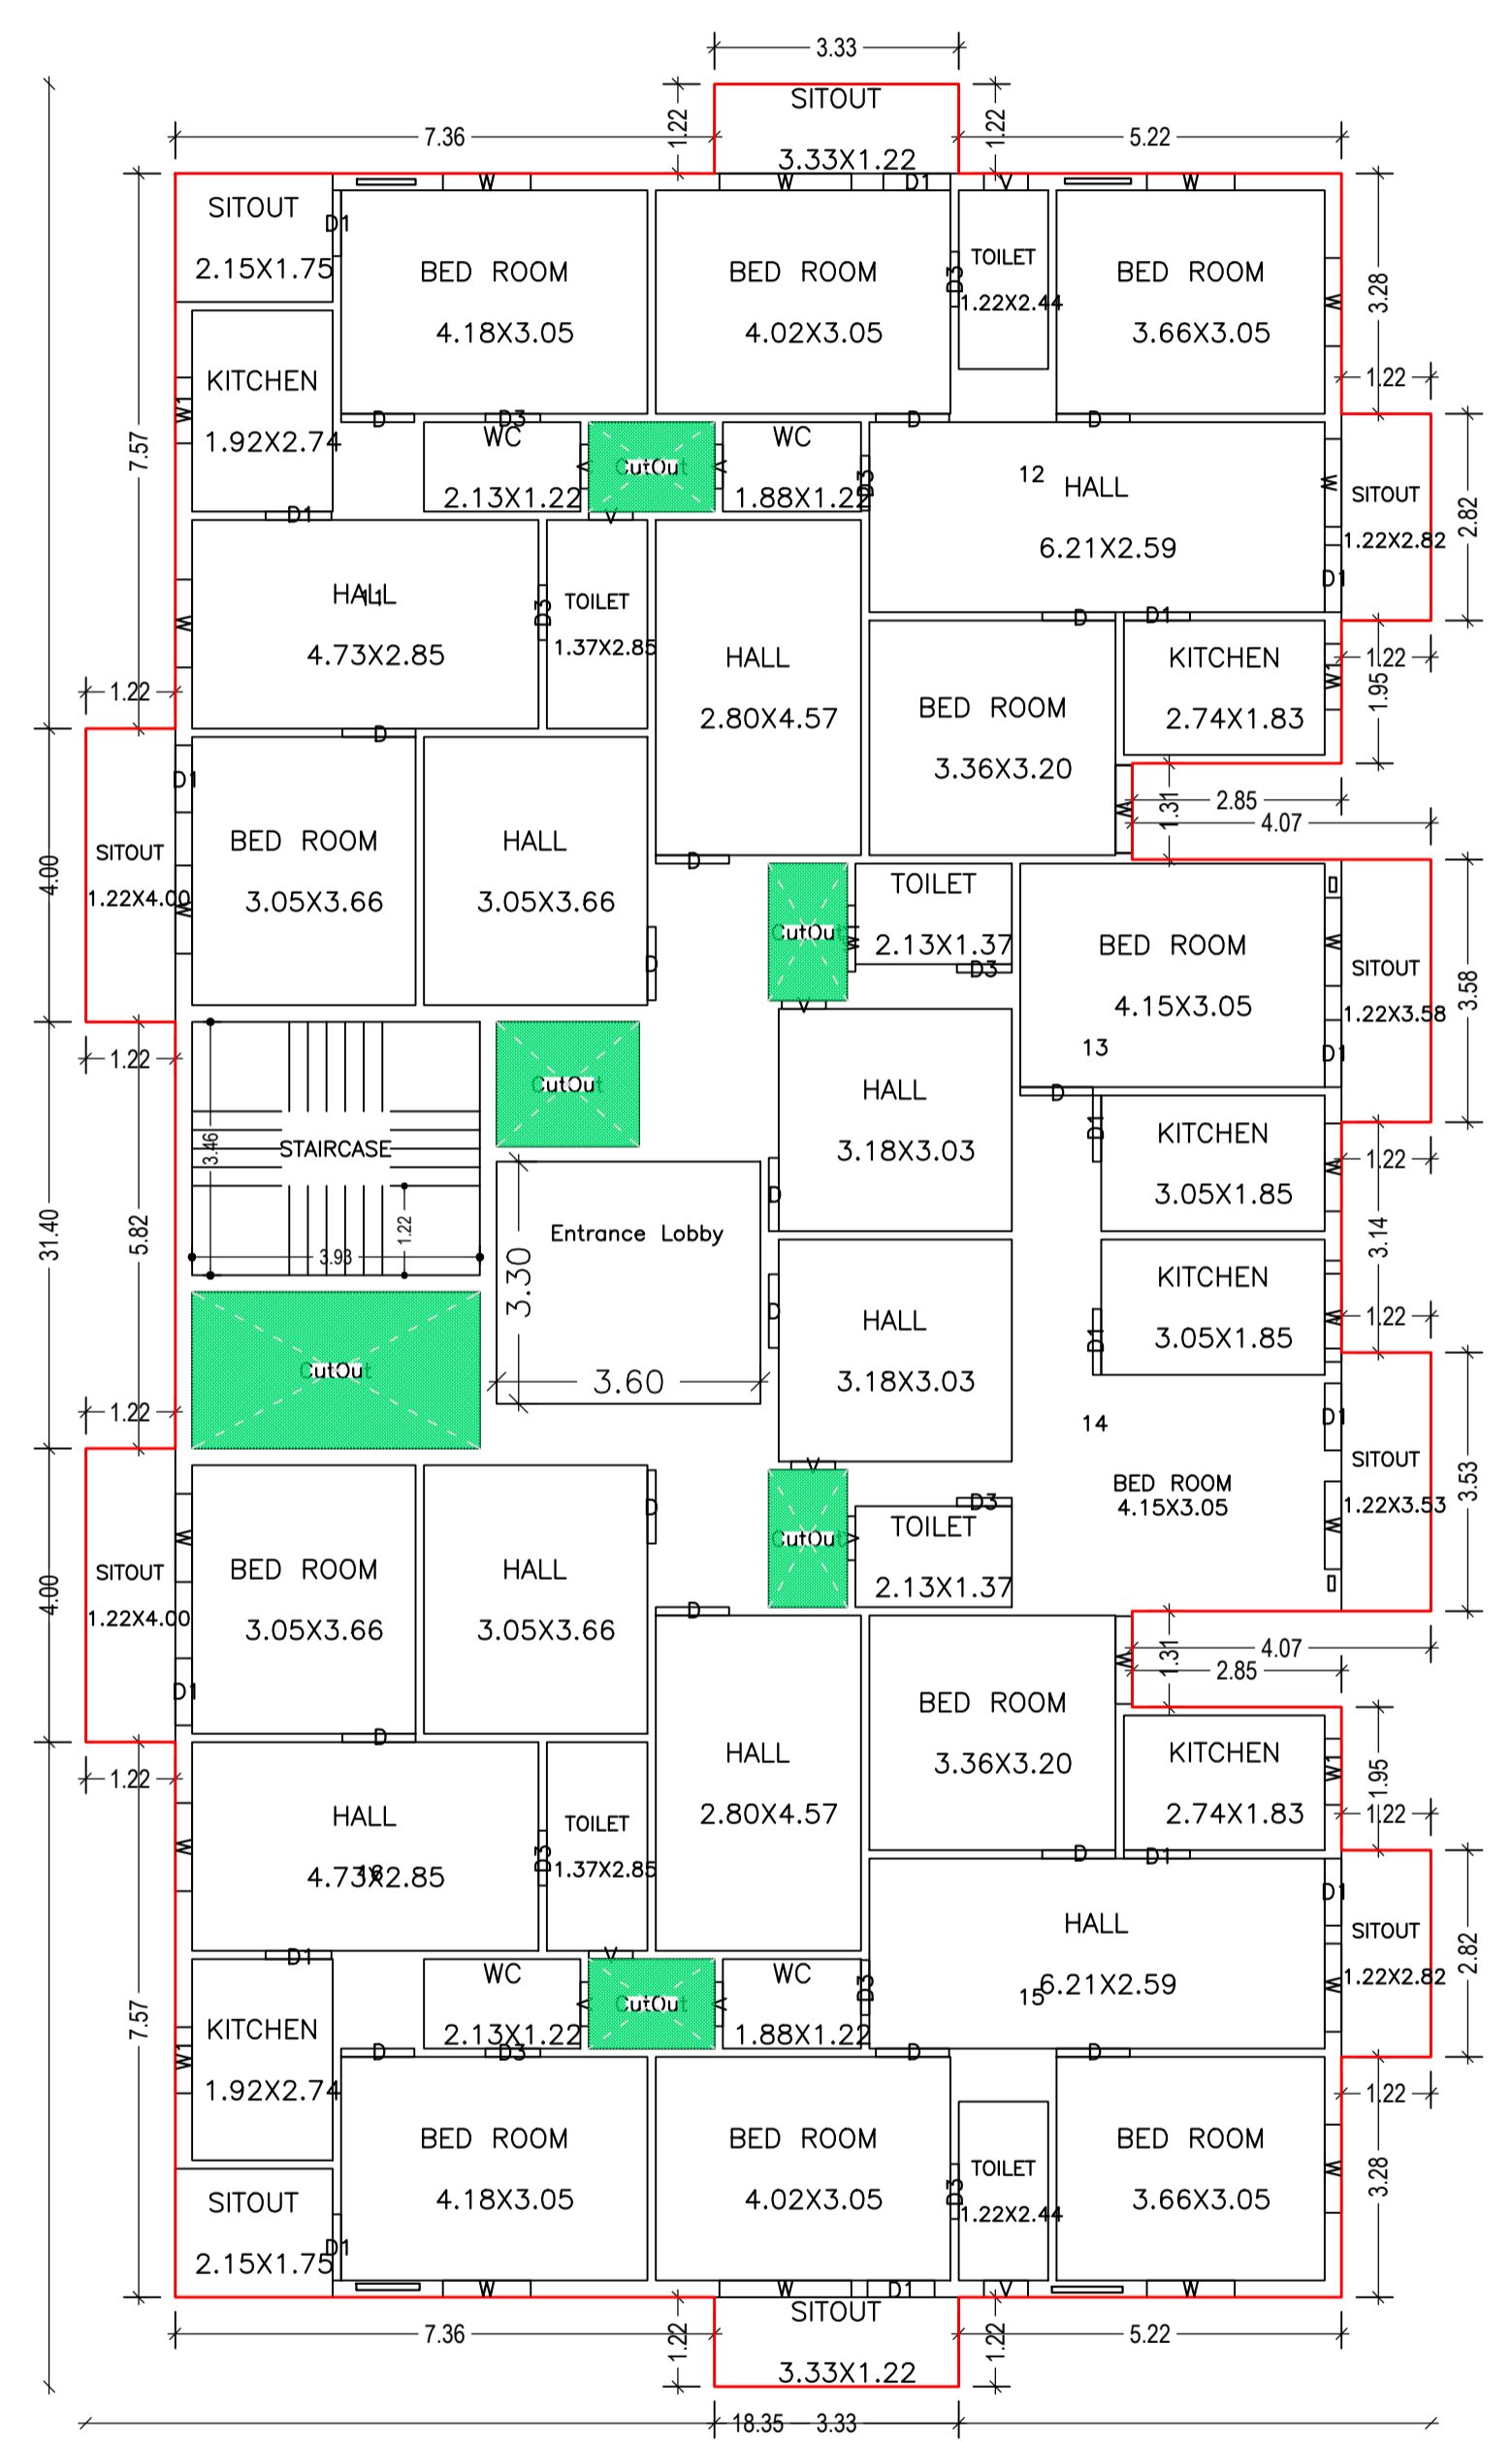 3.33
SITOUT
3.33X1.22
1.22
1.22
7.36
5.22
W
W
D1
V
W
SITOUT
2.15X1.75
D1
BED ROOM
4.18X3.05
BED ROOM
4.02X3.05
D3
TOILET
1.22X2.44
BED ROOM
3.66X3.05
W
3.28
1.22
KITCHEN
1.92X2.74
W1
7.57
D
D3
D
D
WC
2.13X1.22
V
CutOut
V
WC
1.88X1.22
D3
12
HALL
6.21X2.59
W
D1
SITOUT
1.22X2.82
2.82
D1
V
HALL
11
4.73X2.85
W
D3
TOILET
1.37X2.85
HALL
2.80X4.57
D
D1
BED ROOM
3.36X3.20
KITCHEN
2.74X1.83
W1
1.22
1.95
1.22
D
D1
W
1.31
2.85
4.07
SITOUT
1.22X4.00
4.00
W
BED ROOM
3.05X3.66
HALL
3.05X3.66
D
D
CutOut
W
TOILET
2.13X1.37
D3
V
BED ROOM
4.15X3.05
W
D1
SITOUT
1.22X3.58
3.58
13
1.22
CutOut
STAIRCASE
3.46
1.22
3.93
HALL
3.18X3.03
D
D
D1
KITCHEN
3.05X1.85
W
1.22
3.14
31.40
5.82
Entrance Lobby
3.30
3.60
D
HALL
3.18X3.03
D1
KITCHEN
3.05X1.85
W
1.22
CutOut
1.22
14
D1
BED ROOM
4.15X3.05
W
SITOUT
1.22X3.53
3.53
V
D3
CutOut
V
TOILET
2.13X1.37
SITOUT
1.22X4.00
4.00
W
D1
BED ROOM
3.05X3.66
HALL
3.05X3.66
D
D
4.07
1.31
2.85
W
BED ROOM
3.36X3.20
KITCHEN
2.74X1.83
W1
1.95
1.22
D
1.22
HALL
4.73X2.85
16
W
D3
TOILET
1.37X2.85
HALL
2.80X4.57
D
D1
D1
HALL
6.21X2.59
15
W
SITOUT
1.22X2.82
2.82
D1
V
WC
2.13X1.22
V
CutOut
V
WC
1.88X1.22
D3
7.57
KITCHEN
1.92X2.74
W1
D
D3
D
D
1.22
BED ROOM
4.18X3.05
BED ROOM
4.02X3.05
D3
TOILET
1.22X2.44
BED ROOM
3.66X3.05
W
3.28
SITOUT
2.15X1.75
D1
W
W
D1
V
W
SITOUT
3.33X1.22
7.36
1.22
1.22
5.22
18.35
3.33